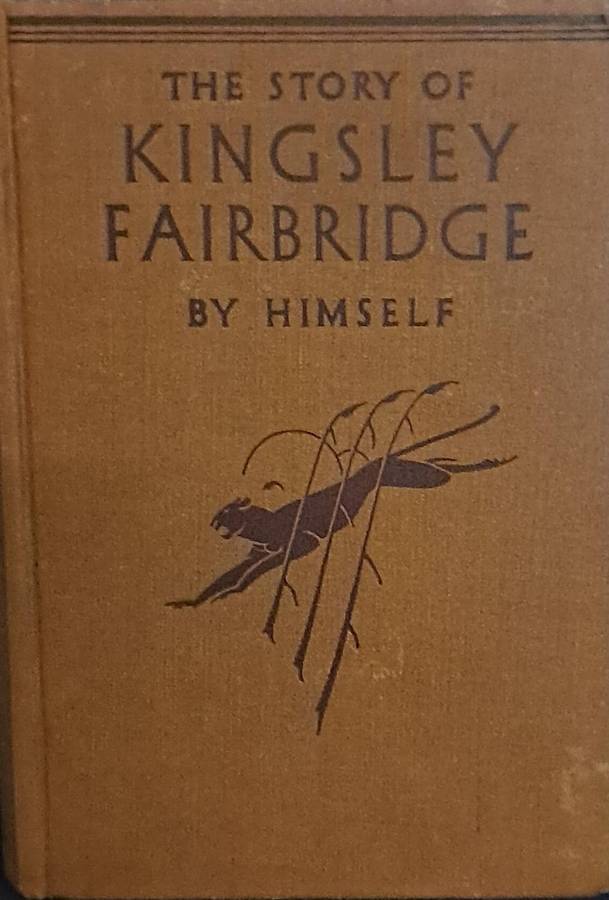 THE STORY OF
KINGSLEY
FAIRBRIDGE
BY HIMSELF